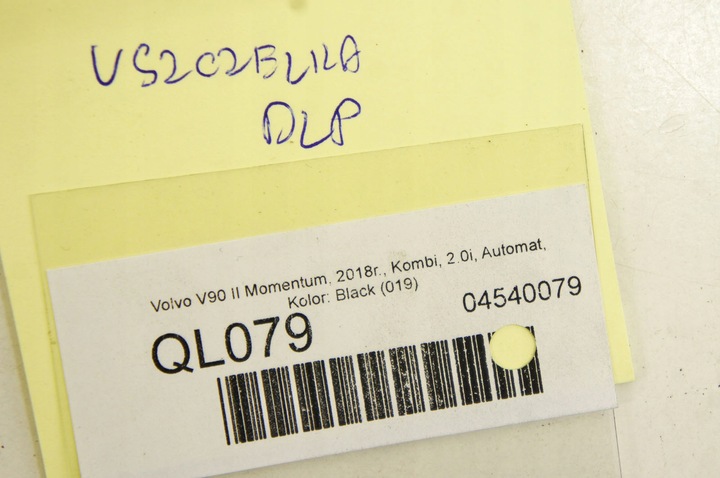 VS202BLILA
DLP
Volvo V90 II Momentum, 2018r., Kombi, 2.0i, Automat,
Kolor: Black (019)
04540079
QL079